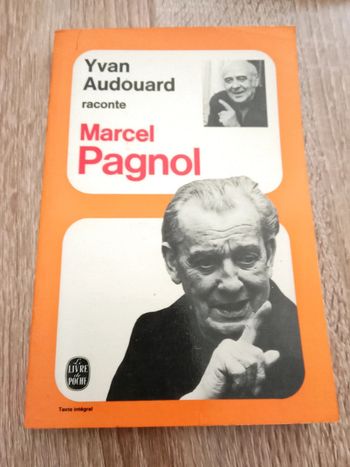 Yvan
Audouard
raconte
Marcel
Pagnol
Le
LIVRE
de
POCHE
Texte intégral